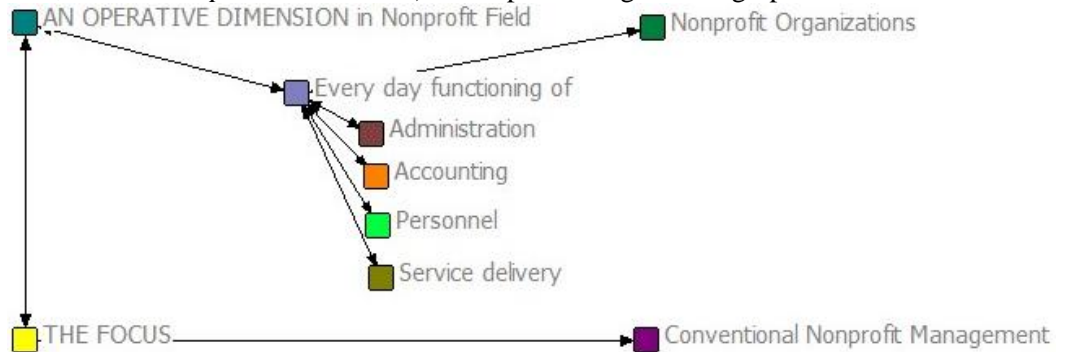 AN OPERATIVE DIMENSION in Nonprofit Field
Nonprofit Organizations
Every day functioning of
Administration
Accounting
Personnel
Service delivery
THE FOCUS
Conventional Nonprofit Management